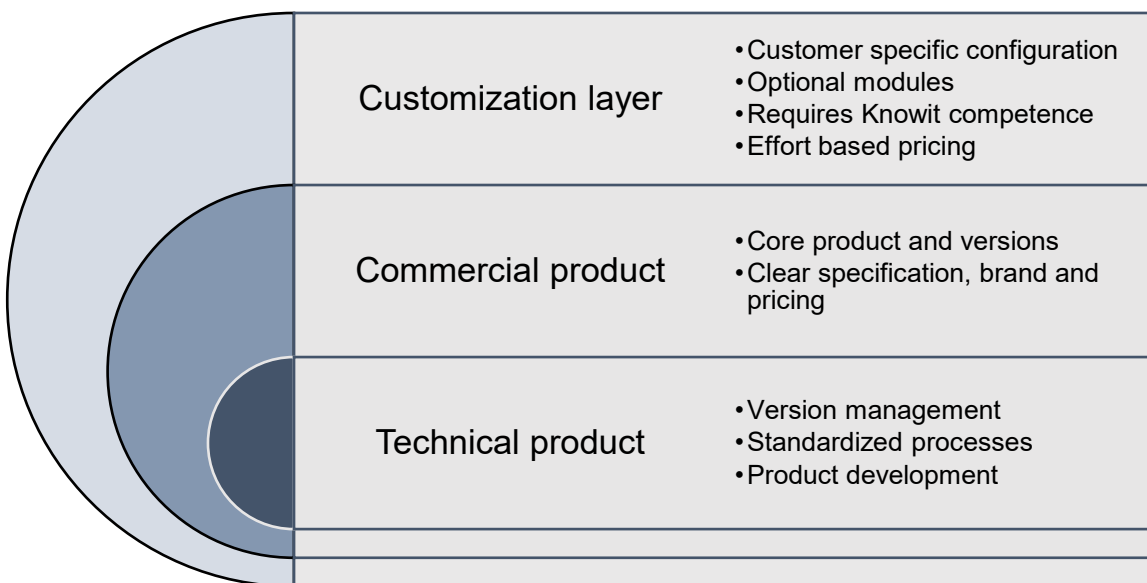 Customization layer
•Customer specific configuration
•Optional modules
•Requires Knowit competence
•Effort based pricing
Commercial product
•Core product and versions
•Clear specification, brand and
pricing
Technical product
•Version management
•Standardized processes
•Product development